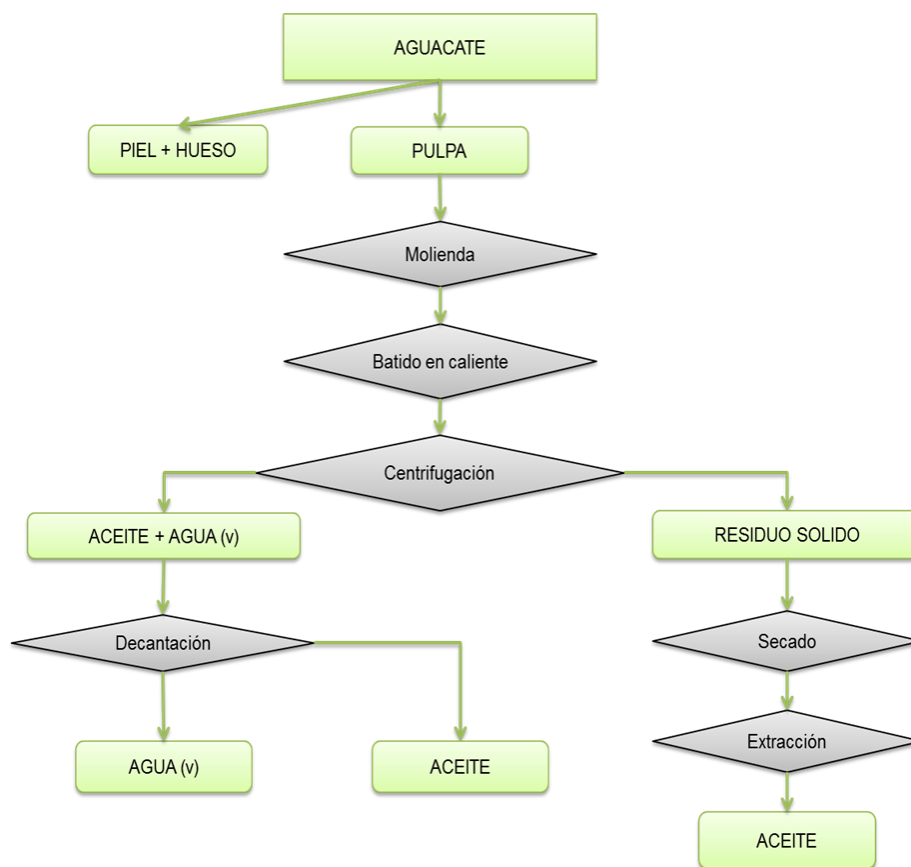 AGUACATE
PIEL + HUESO
PULPA
Molienda
Batido en caliente
Centrifugación
ACEITE + AGUA (v)
RESIDUO SOLIDO
Decantación
Secado
Extracción
AGUA (v)
ACEITE
ACEITE